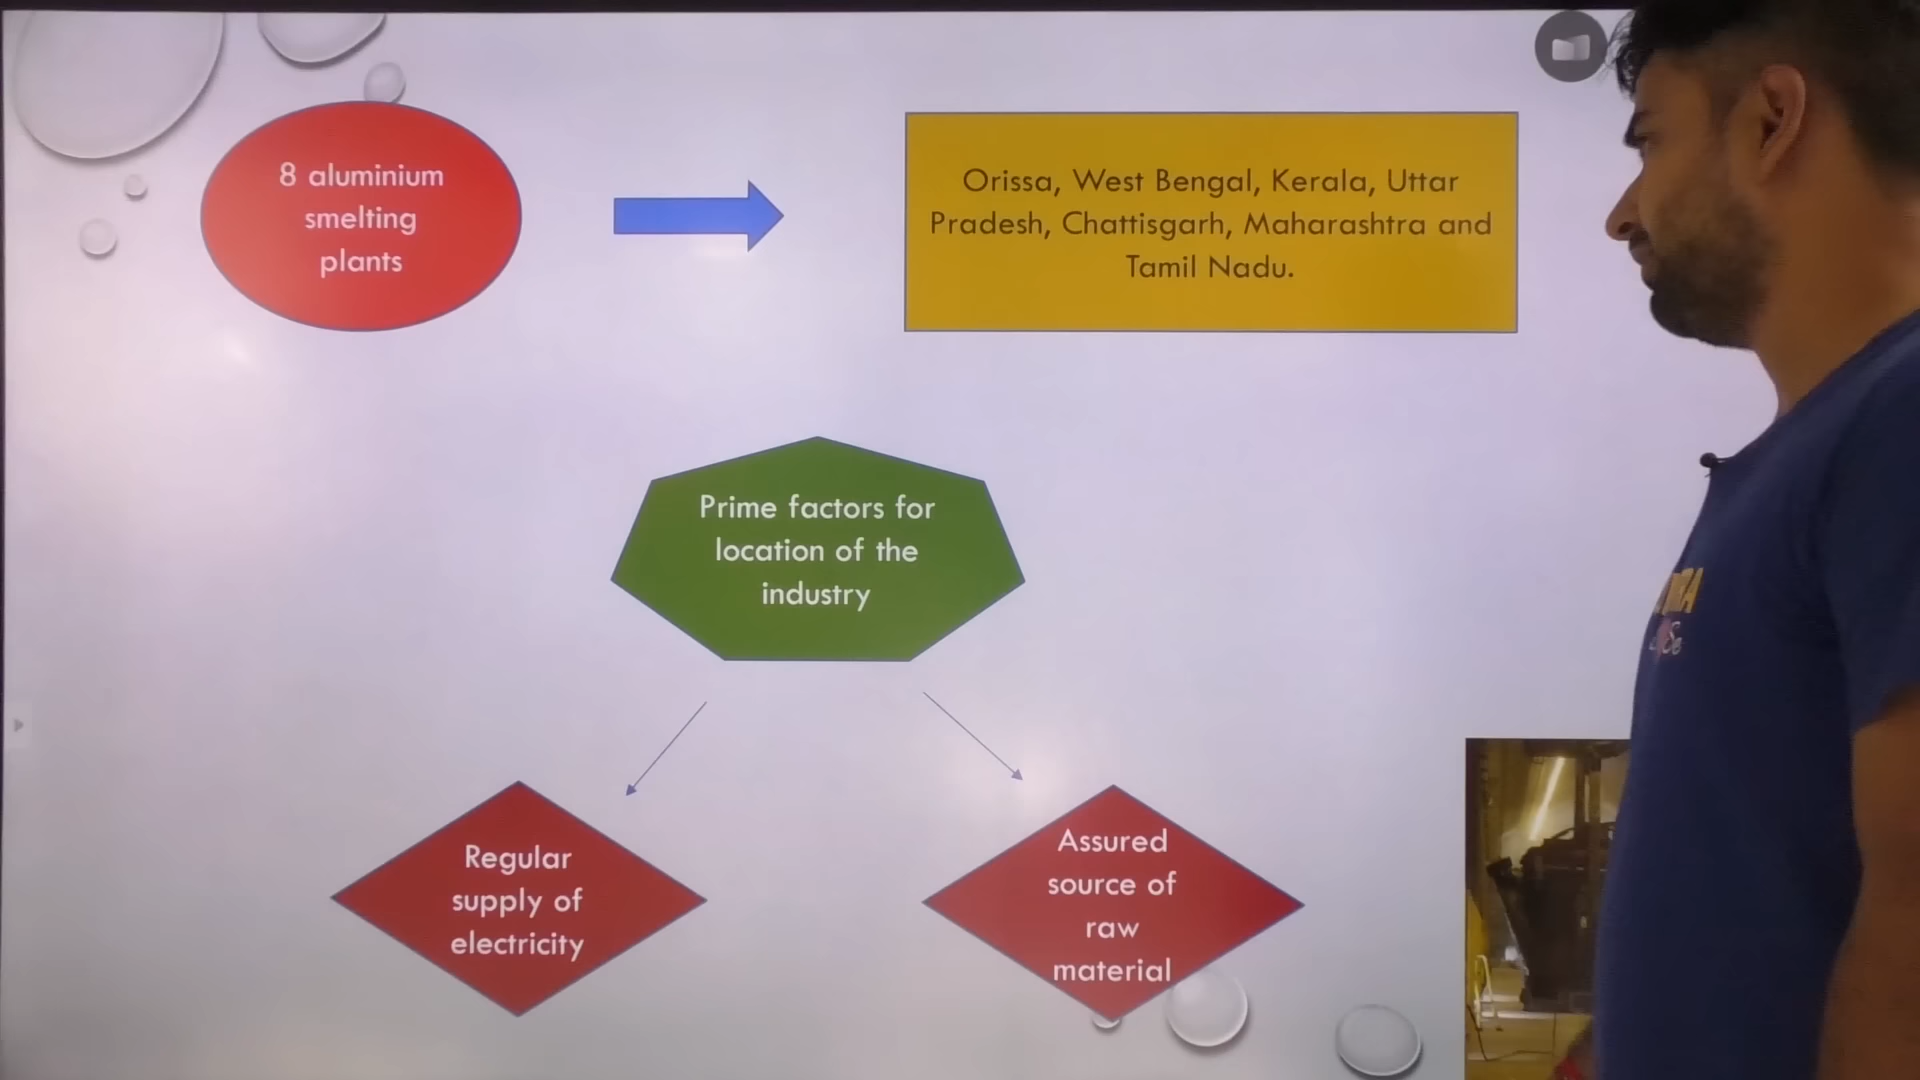 8 aluminium
smelting
plants
Orissa, West Bengal, Kerala, Uttar
Pradesh, Chattisgarh, Maharashtra and
Tamil Nadu.
Prime factors for
location of the
industry
Regular
supply of
electricity
Assured
source of
raw
material